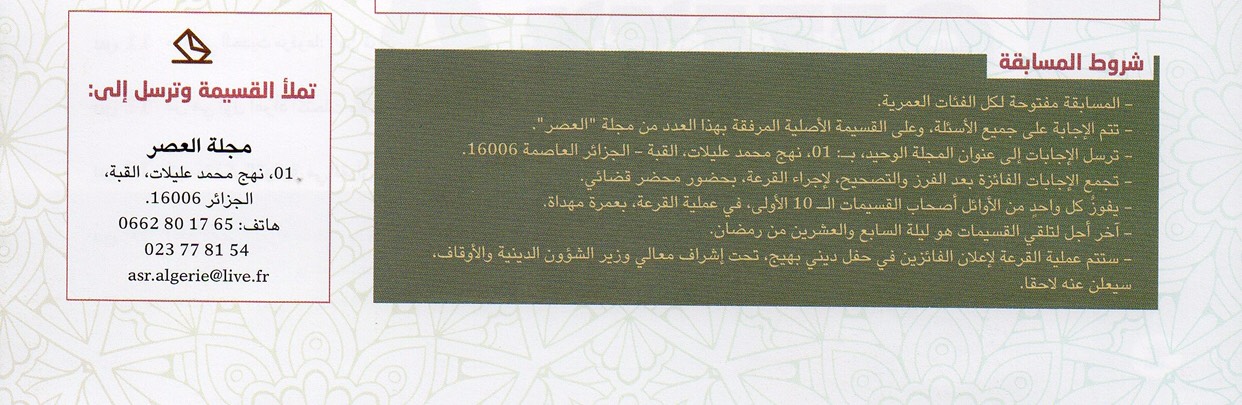 شروط المسابقة
– المسابقة مفتوحة لكل الفئات العمرية.
– تتم الإجابة على جميع الأسئلة، وعلى القسيمة الأصلية المرفقة بهذا العدد من مجلة "العصر".
– ترسل الإجابات إلى عنوان المجلة الوحيد، بـ: 01، نهج محمد عليلات، القبة – الجزائر العاصمة 16006.
– تجمع الإجابات الفائزة بعد الفرز والتصحيح، لإجراء القرعة، بحضور محضر قضائي.
– يفوزُ كل واحدٍ من الأوائل أصحاب القسيمات الـ 10 الأولى، في عملية القرعة، بعمرة مهداة.
– آخر أجل لتلقي القسيمات هو ليلة السابع والعشرين من رمضان.
– ستتم عملية القرعة لإعلان الفائزين في حفل ديني بهيج، تحت إشراف معالي وزير الشؤون الدينية والأوقاف،
سيعلن عنه لاحقا.
تملأ القسيمة وترسل إلى:
مجلة العصر
01، نهج محمد عليلات، القبة،
الجزائر 16006.
هاتف: 65 17 80 0662
023 77 81 54
asr.algerie@live.fr